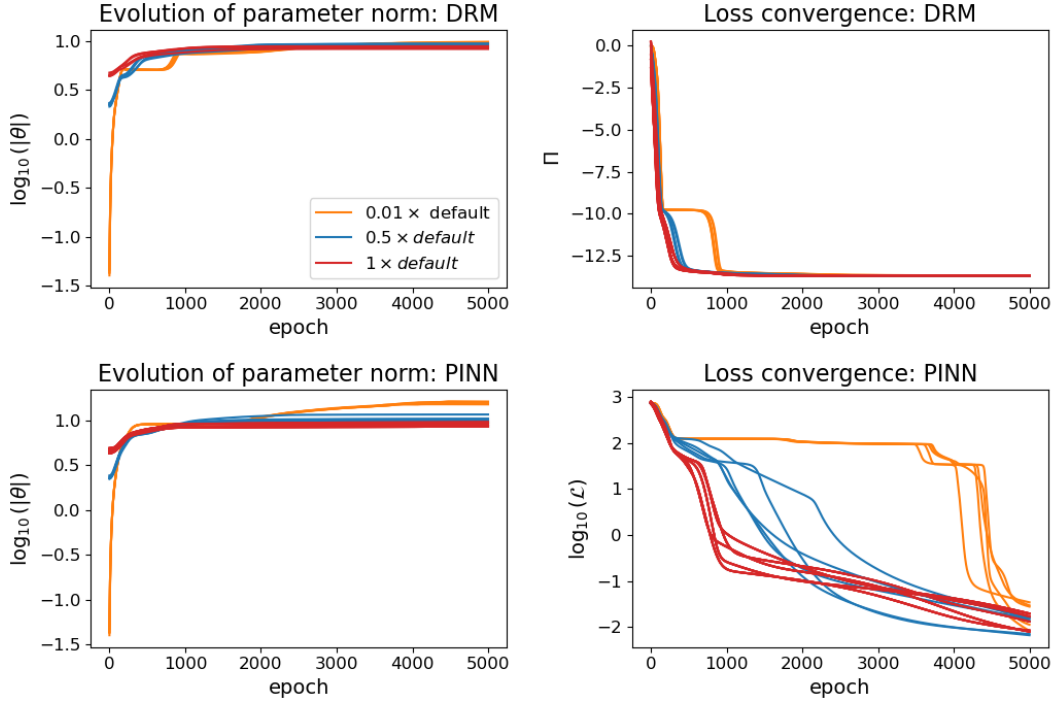 Evolution of parameter norm: DRM
1.0
0.5
0.0
−0.5
−1.0
−1.5
log₁₀(|θ|)
0.01 × default
0.5 × default
1 × default
0 1000 2000 3000 4000 5000
epoch
Loss convergence: DRM
0.0
−2.5
−5.0
−7.5
−10.0
−12.5
Π
0 1000 2000 3000 4000 5000
epoch
Evolution of parameter norm: PINN
1.0
0.5
0.0
−0.5
−1.0
−1.5
log₁₀(|θ|)
0 1000 2000 3000 4000 5000
epoch
Loss convergence: PINN
3
2
1
0
−1
−2
log₁₀(ℒ)
0 1000 2000 3000 4000 5000
epoch